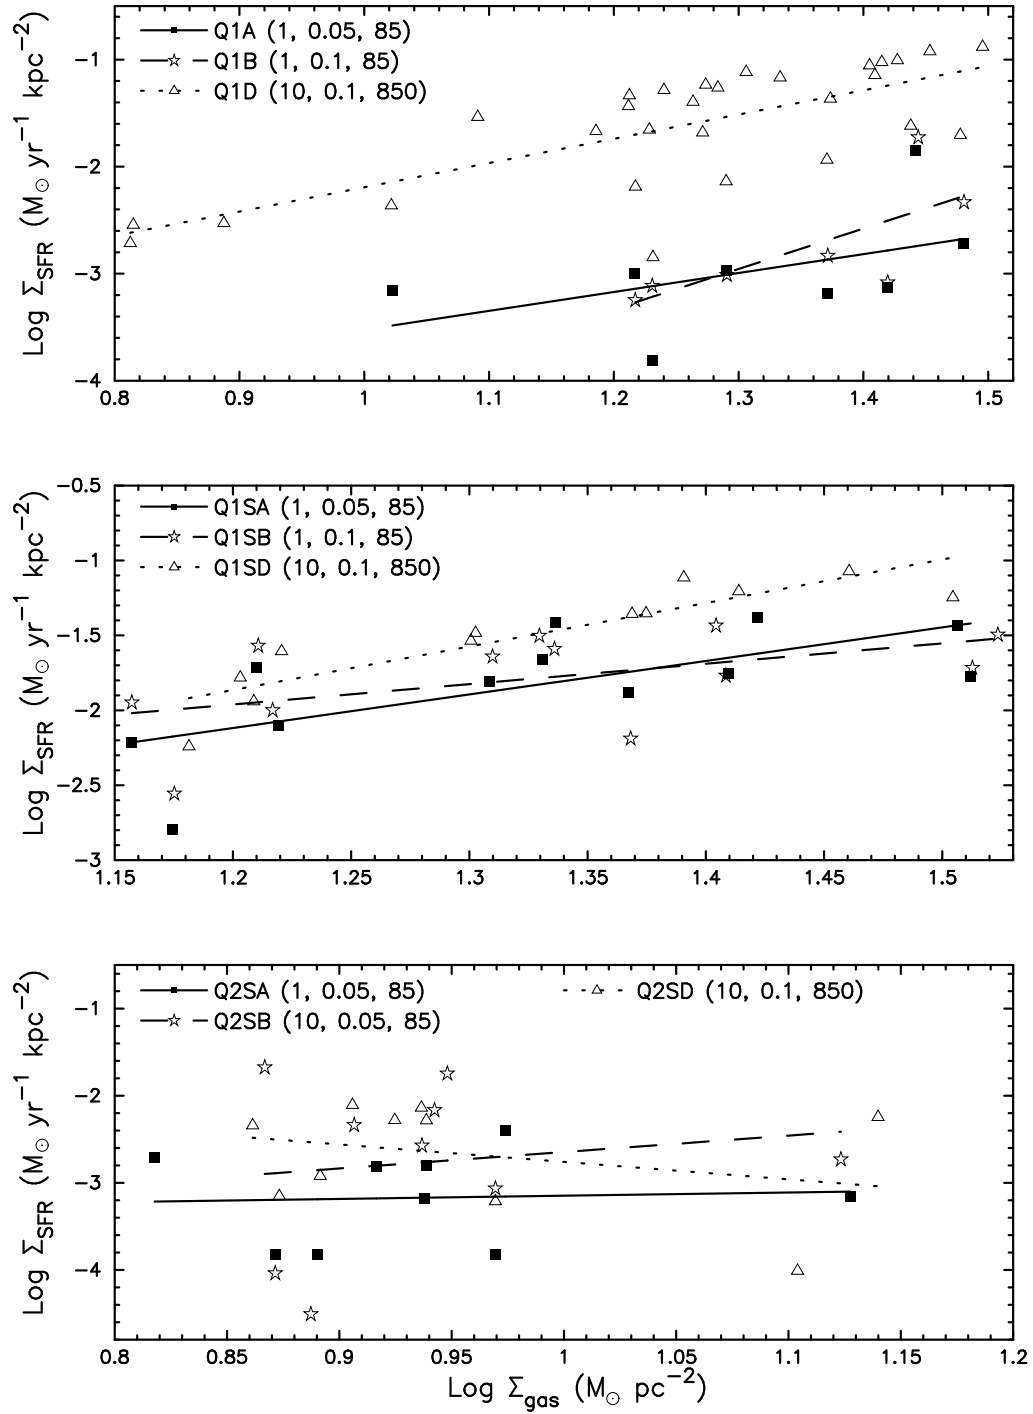 Q1A (1, 0.05, 85)
Q1B (1, 0.1, 85)
Q1D (10, 0.1, 850)
Log Σ_SFR (M_⊙ yr^−1 kpc^−2)
−1
−2
−3
−4
0.8 0.9 1 1.1 1.2 1.3 1.4 1.5
Q1SA (1, 0.05, 85)
Q1SB (1, 0.1, 85)
Q1SD (10, 0.1, 850)
Log Σ_SFR (M_⊙ yr^−1 kpc^−2)
−0.5
−1
−1.5
−2
−2.5
−3
1.15 1.2 1.25 1.3 1.35 1.4 1.45 1.5
Q2SA (1, 0.05, 85) Q2SD (10, 0.1, 850)
Q2SB (10, 0.05, 85)
Log Σ_SFR (M_⊙ yr^−1 kpc^−2)
−1
−2
−3
−4
0.8 0.85 0.9 0.95 1 1.05 1.1 1.15 1.2
Log Σ_gas (M_⊙ pc^−2)